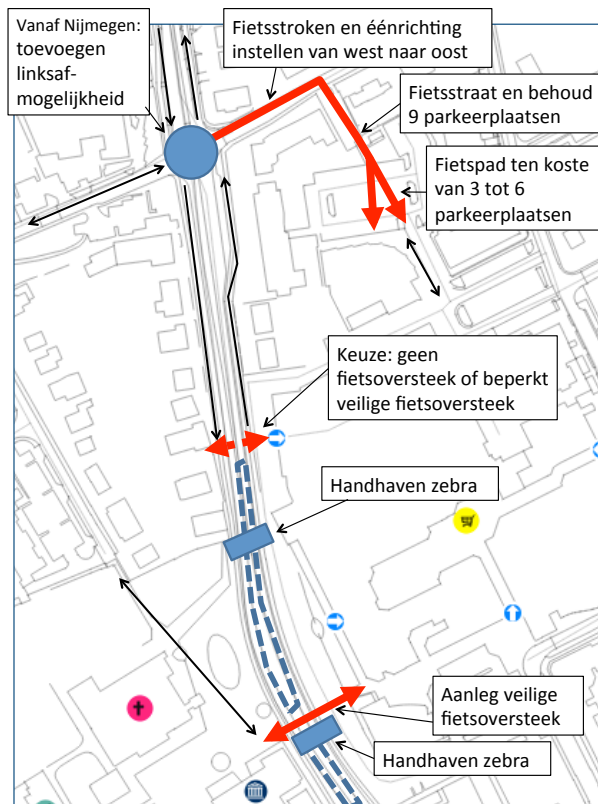 Vanaf Nijmegen:
toevoegen
linksaf-
mogelijkheid
Fietsstroken en éénrichting
instellen van west naar oost
Fietsstraat en behoud
9 parkeerplaatsen
Fietspad ten koste
van 3 tot 6
parkeerplaatsen
Keuze: geen
fietsoversteek of beperkt
veilige fietsoversteek
Handhaven zebra
Aanleg veilige
fietsoversteek
Handhaven zebra